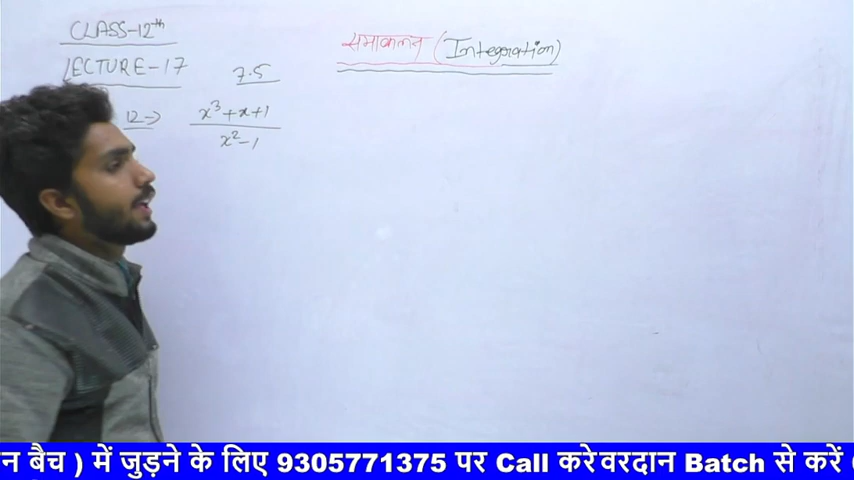 CLASS-12th
समाकलन (Integration)
LECTURE-17
7.5
12→ x³+x+1
x²-1
न बैच ) में जुड़ने के लिए 9305771375 पर Call करे वरदान Batch से करें